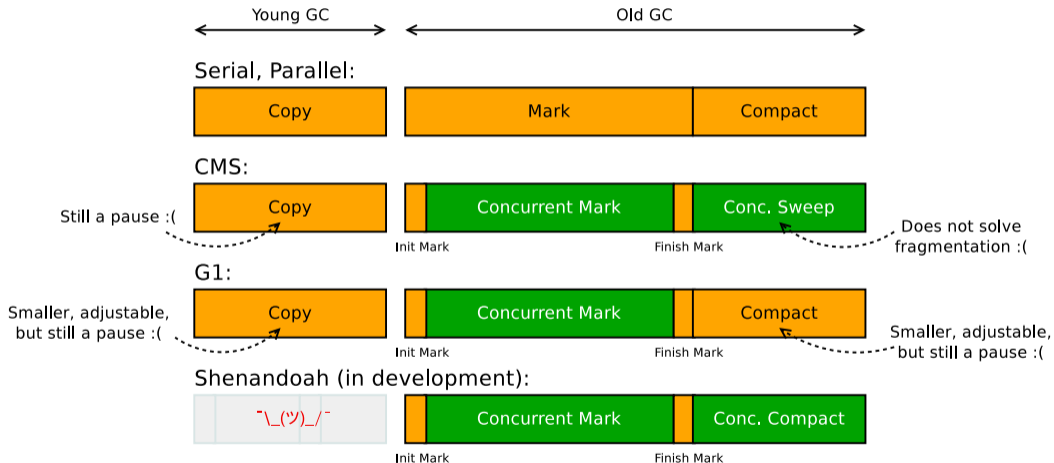 Young GC
Old GC
Serial, Parallel:
Copy
Mark
Compact
CMS:
Still a pause :(
Copy
Concurrent Mark
Conc. Sweep
Init Mark
Finish Mark
Does not solve
fragmentation :(
G1:
Smaller, adjustable,
but still a pause :(
Copy
Concurrent Mark
Compact
Init Mark
Finish Mark
Smaller, adjustable,
but still a pause :(
Shenandoah (in development):
¯\_(ツ)_/¯
Concurrent Mark
Conc. Compact
Init Mark
Finish Mark